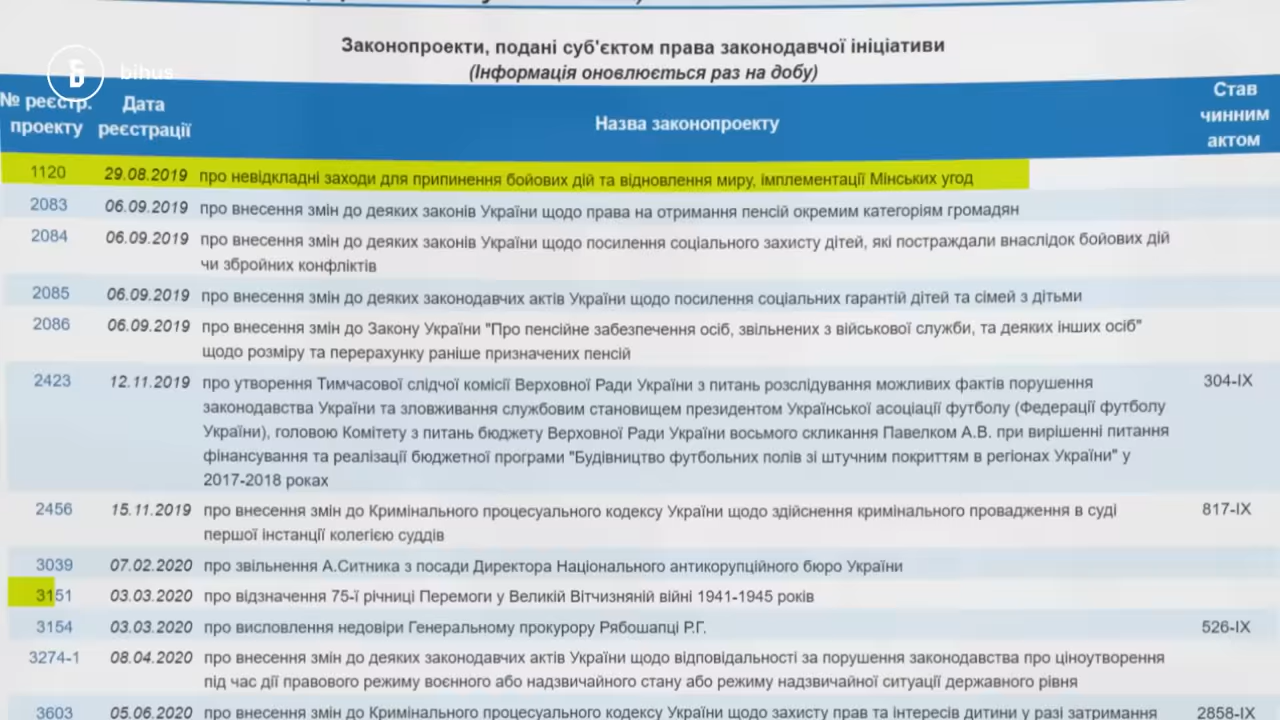 Законопроекти, подані суб'єктом права законодавчої ініціативи
(Інформація оновлюється раз на добу)
bihus
№ реєстр. проекту Дата реєстрації Назва законопроекту Став чинним актом
1120 29.08.2019 про невідкладні заходи для припинення бойових дій та відновлення миру, імплементації Мінських угод
2083 06.09.2019 про внесення змін до деяких законів України щодо права на отримання пенсій окремим категоріям громадян
2084 06.09.2019 про внесення змін до деяких законів України щодо посилення соціального захисту дітей, які постраждали внаслідок бойових дій
чи збройних конфліктів
2085 06.09.2019 про внесення змін до деяких законодавчих актів України щодо посилення соціальних гарантій дітей та сімей з дітьми
2086 06.09.2019 про внесення змін до Закону України "Про пенсійне забезпечення осіб, звільнених з військової служби, та деяких інших осіб"
щодо розміру та перерахунку раніше призначених пенсій
2423 12.11.2019 про утворення Тимчасової слідчої комісії Верховної Ради України з питань розслідування можливих фактів порушення 304-IX
законодавства України та зловживання службовим становищем президентом Української асоціації футболу (Федерації футболу
України), головою Комітету з питань бюджету Верховної Ради України восьмого скликання Павелком А.В. при вирішенні питання
фінансування та реалізації бюджетної програми "Будівництво футбольних полів зі штучним покриттям в регіонах України" у
2017-2018 роках
2456 15.11.2019 про внесення змін до Кримінального процесуального кодексу України щодо здійснення кримінального провадження в суді 817-IX
першої інстанції колегією суддів
3039 07.02.2020 про звільнення А.Ситника з посади Директора Національного антикорупційного бюро України
3151 03.03.2020 про відзначення 75-ї річниці Перемоги у Великій Вітчизняній війні 1941-1945 років
3154 03.03.2020 про висловлення недовіри Генеральному прокурору Рябошапці Р.Г. 526-IX
3274-1 08.04.2020 про внесення змін до деяких законодавчих актів України щодо відповідальності за порушення законодавства про ціноутворення
під час дії правового режиму воєнного або надзвичайного стану або режиму надзвичайної ситуації державного рівня
3603 05.06.2020 про внесення змін до Кримінального процесуального кодексу України щодо захисту прав та інтересів дитини у разі затримання 2858-IX